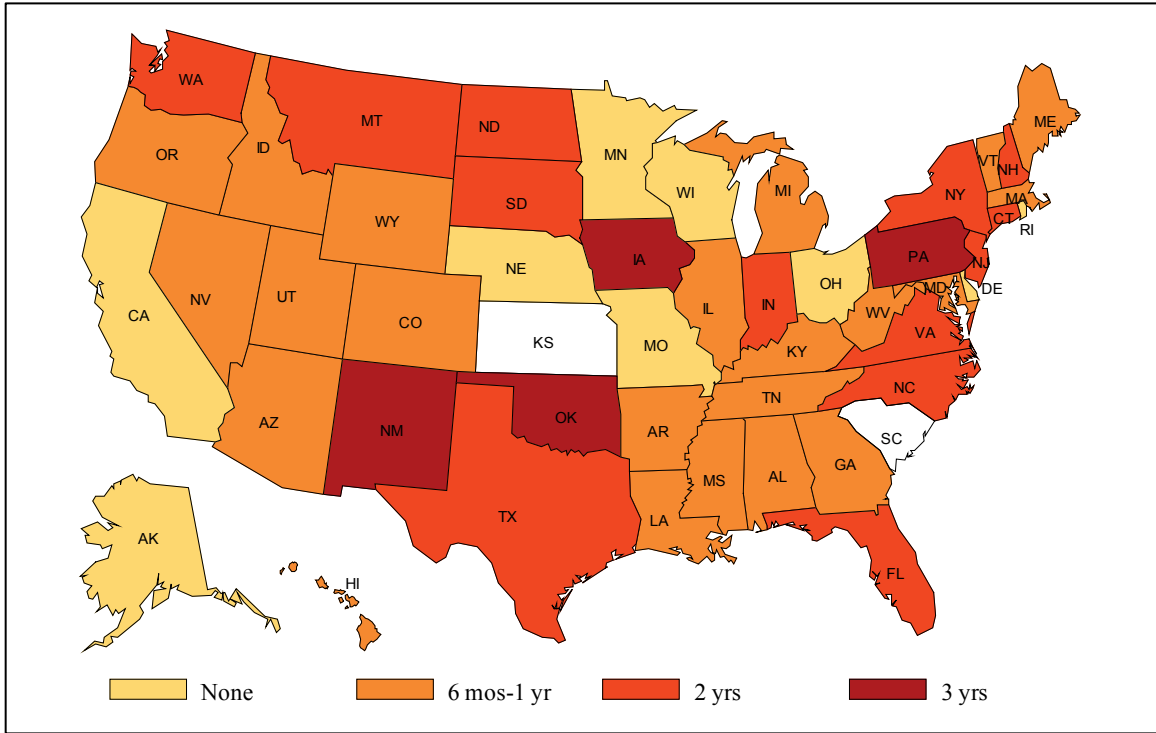 WA
MT
ND
MN
ME
OR
ID
WI
MI
VT
NH
NY
MA
CT
RI
WY
SD
IA
PA
NJ
NE
OH
MD
DE
NV
UT
CO
IL
IN
WV
VA
CA
KS
MO
KY
NC
AZ
NM
OK
AR
TN
SC
MS
AL
GA
TX
LA
FL
AK
HI
None
6 mos-1 yr
2 yrs
3 yrs